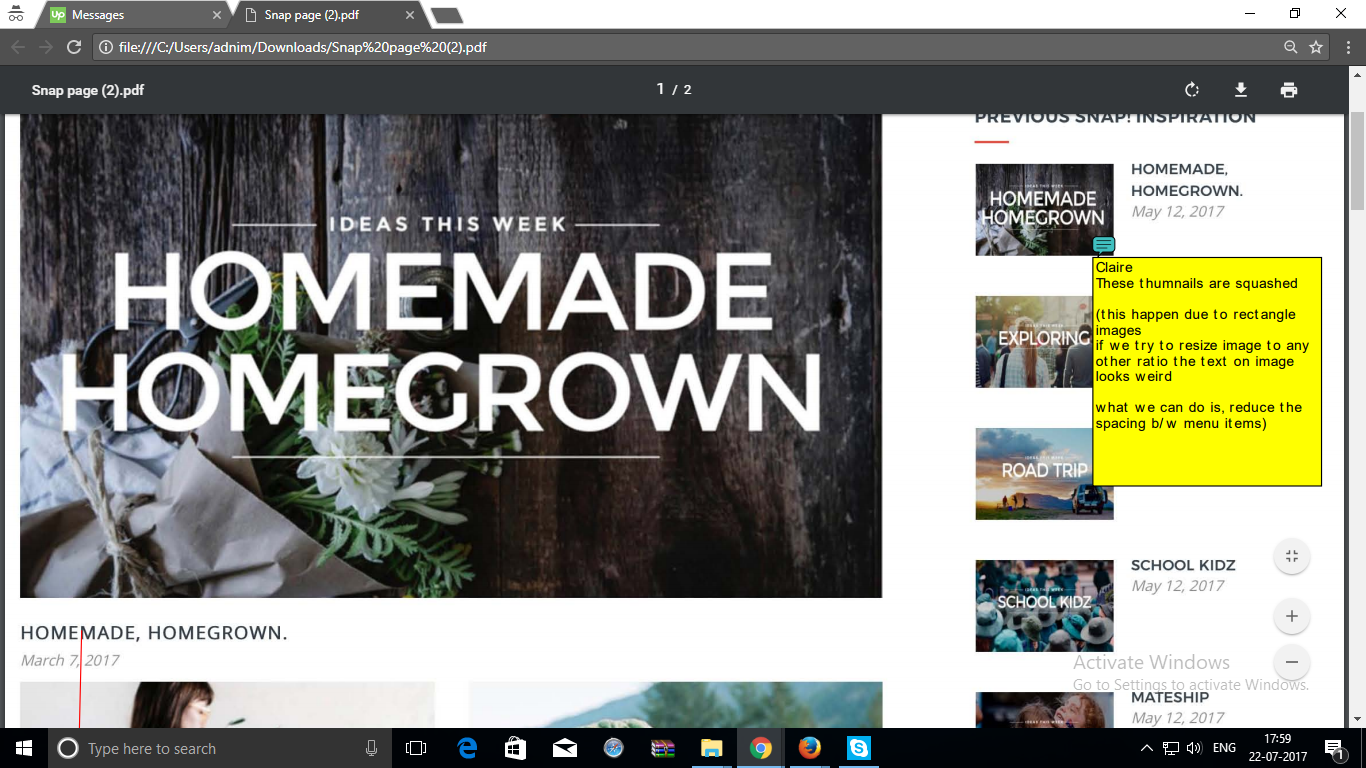 Messages
Snap page (2).pdf
file:///C:/Users/adnim/Downloads/Snap%20page%20(2).pdf
Snap page (2).pdf
1 / 2
IDEAS THIS WEEK
HOMEMADE
HOMEGROWN
HOMEMADE, HOMEGROWN.
March 7, 2017
PREVIOUS SNAP! INSPIRATION
IDEAS THIS WEEK
HOMEMADE
HOMEGROWN
HOMEMADE,
HOMEGROWN.
May 12, 2017
Claire
These thumnails are squashed
(this happen due to rectangle
images
if we try to resize image to any
other ratio the text on image
looks weird
what we can do is, reduce the
spacing b/w menu items)
IDEAS THIS WEEK
EXPLORING
IDEAS THIS WEEK
ROAD TRIP
IDEAS THIS WEEK
SCHOOL KIDZ
SCHOOL KIDZ
May 12, 2017
Activate Windows
Go to Settings to activate Windows.
IDEAS THIS WEEK
MATESHIP
May 12, 2017
Type here to search
ENG
17:59
22-07-2017
1